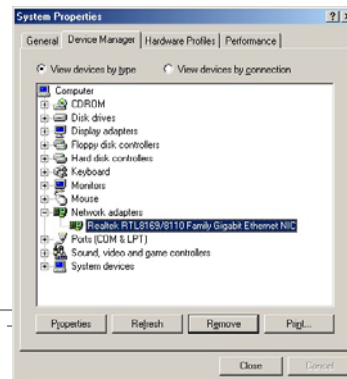 System Properties
General
Device Manager
Hardware Profiles
Performance
View devices by type
View devices by connection
Computer
CDROM
Disk drives
Display adapters
Floppy disk controllers
Hard disk controllers
Keyboard
Monitors
Mouse
Network adapters
Realtek RTL8169/8110 Family Gigabit Ethernet NIC
Ports (COM & LPT)
Sound, video and game controllers
System devices
Properties
Refresh
Remove
Print...
Close
Cancel